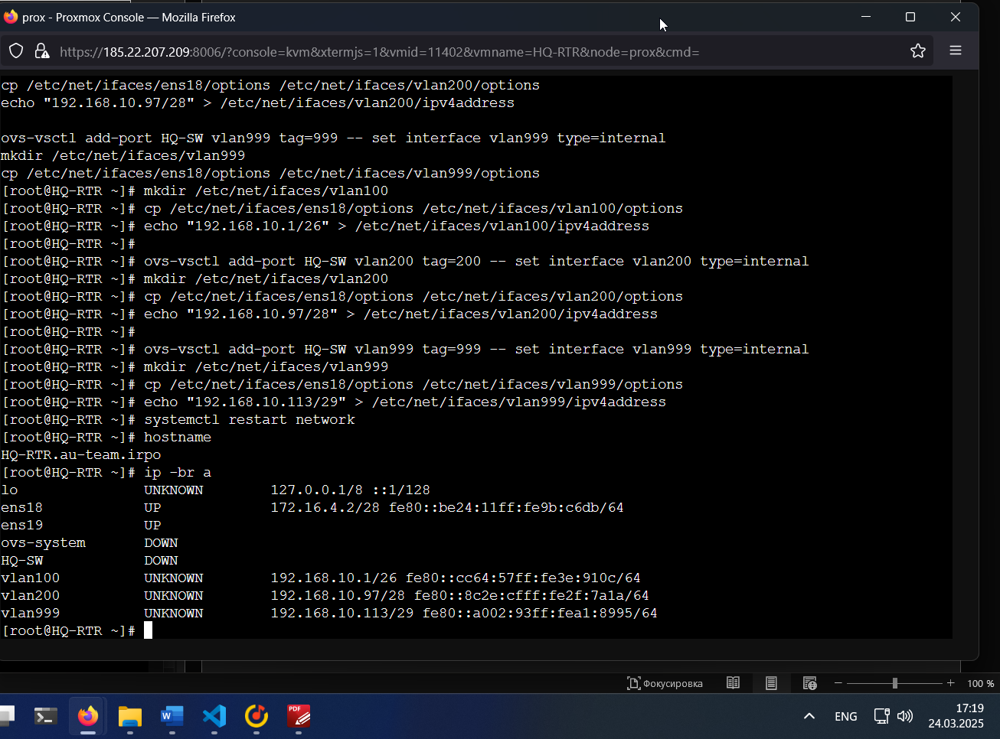 prox - Proxmox Console — Mozilla Firefox
https://185.22.207.209:8006/?console=kvm&xtermjs=1&vmid=11402&vmname=HQ-RTR&node=prox&cmd=
cp /etc/net/ifaces/ens18/options /etc/net/ifaces/vlan200/options
echo "192.168.10.97/28" > /etc/net/ifaces/vlan200/ipv4address
ovs-vsctl add-port HQ-SW vlan999 tag=999 -- set interface vlan999 type=internal
mkdir /etc/net/ifaces/vlan999
cp /etc/net/ifaces/ens18/options /etc/net/ifaces/vlan999/options
[root@HQ-RTR ~]# mkdir /etc/net/ifaces/vlan100
[root@HQ-RTR ~]# cp /etc/net/ifaces/ens18/options /etc/net/ifaces/vlan100/options
[root@HQ-RTR ~]# echo "192.168.10.1/26" > /etc/net/ifaces/vlan100/ipv4address
[root@HQ-RTR ~]#
[root@HQ-RTR ~]# ovs-vsctl add-port HQ-SW vlan200 tag=200 -- set interface vlan200 type=internal
[root@HQ-RTR ~]# mkdir /etc/net/ifaces/vlan200
[root@HQ-RTR ~]# cp /etc/net/ifaces/ens18/options /etc/net/ifaces/vlan200/options
[root@HQ-RTR ~]# echo "192.168.10.97/28" > /etc/net/ifaces/vlan200/ipv4address
[root@HQ-RTR ~]#
[root@HQ-RTR ~]# ovs-vsctl add-port HQ-SW vlan999 tag=999 -- set interface vlan999 type=internal
[root@HQ-RTR ~]# mkdir /etc/net/ifaces/vlan999
[root@HQ-RTR ~]# cp /etc/net/ifaces/ens18/options /etc/net/ifaces/vlan999/options
[root@HQ-RTR ~]# echo "192.168.10.113/29" > /etc/net/ifaces/vlan999/ipv4address
[root@HQ-RTR ~]# systemctl restart network
[root@HQ-RTR ~]# hostname
HQ-RTR.au-team.irpo
[root@HQ-RTR ~]# ip -br a
lo UNKNOWN 127.0.0.1/8 ::1/128
ens18 UP 172.16.4.2/28 fe80::be24:11ff:fe9b:c6db/64
ens19 UP
ovs-system DOWN
HQ-SW DOWN
vlan100 UNKNOWN 192.168.10.1/26 fe80::cc64:57ff:fe3e:910c/64
vlan200 UNKNOWN 192.168.10.97/28 fe80::8c2e:cfff:fe2f:7a1a/64
vlan999 UNKNOWN 192.168.10.113/29 fe80::a002:93ff:fea1:8995/64
[root@HQ-RTR ~]#
Фокусировка 100 %
W PDF ENG 17:19
24.03.2025